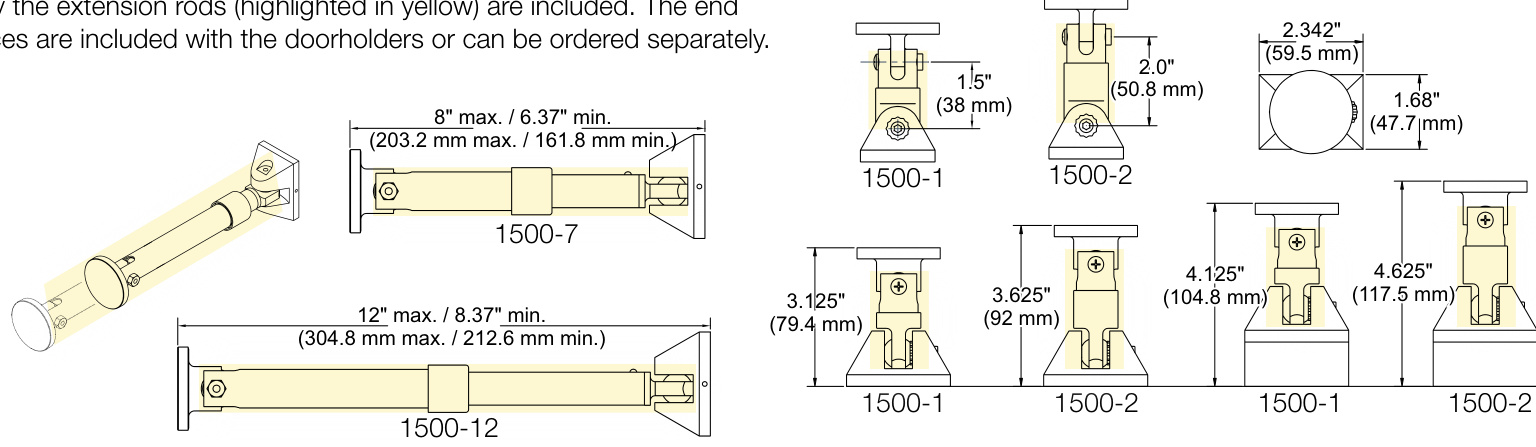 the extension rods (highlighted in yellow) are included. The end
are included with the doorholders or can be ordered separately.
8" max. / 6.37" min.
(203.2 mm max. / 161.8 mm min.)
1500-7
12" max. / 8.37" min.
(304.8 mm max. / 212.6 mm min.)
1500-12
1.5"
(38 mm)
1500-1
2.0"
(50.8 mm)
1500-2
2.342"
(59.5 mm)
1.68"
(47.7 mm)
3.125"
(79.4 mm)
1500-1
3.625"
(92 mm)
1500-2
4.125"
(104.8 mm)
1500-1
4.625"
(117.5 mm)
1500-2